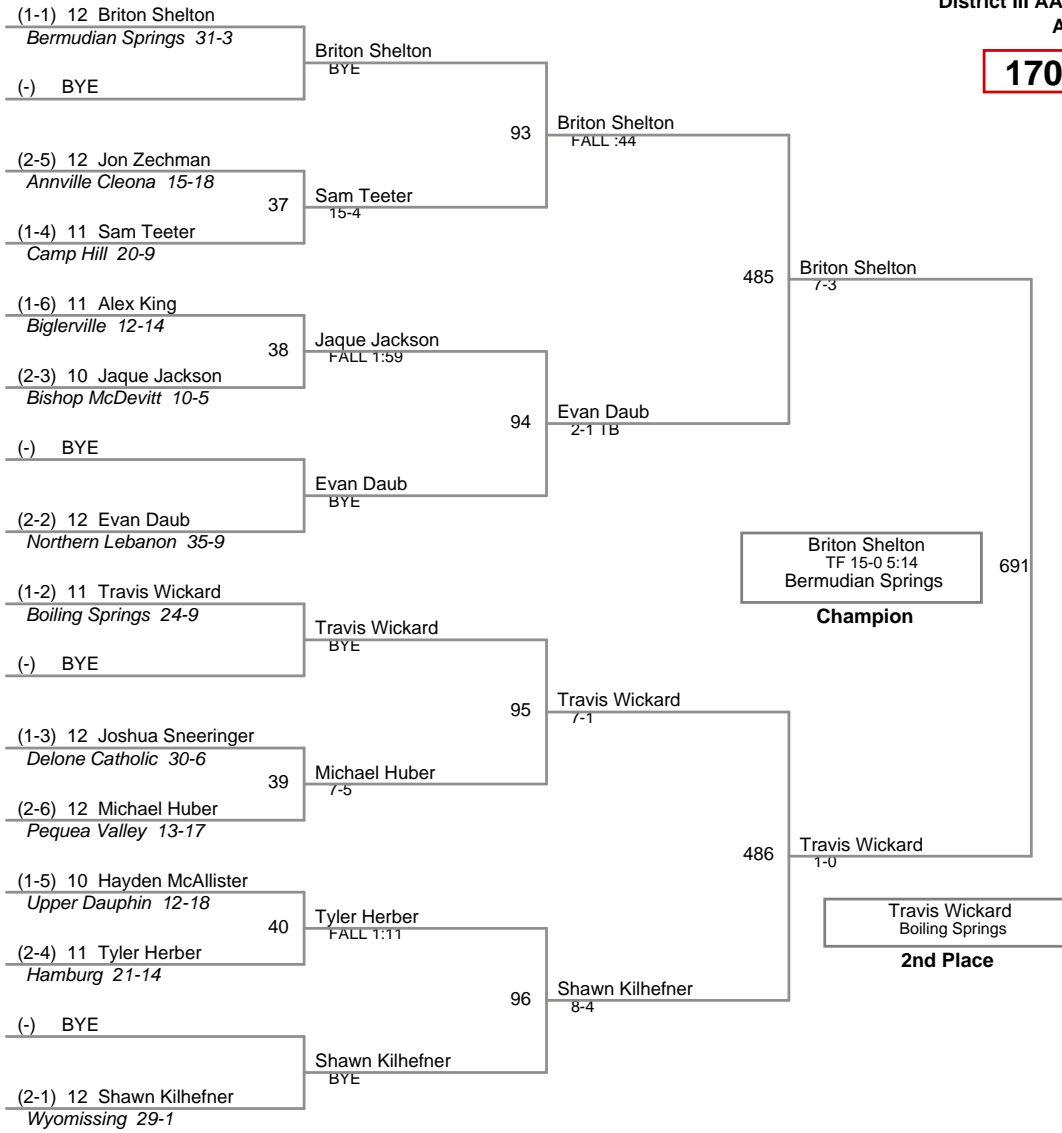 District III AA
A
170
(1-1) 12 Briton Shelton
Bermudian Springs 31-3
Briton Shelton
BYE
(-) BYE
93
Briton Shelton
FALL :44
(2-5) 12 Jon Zechman
Annville Cleona 15-18
37
Sam Teeter
15-4
(1-4) 11 Sam Teeter
Camp Hill 20-9
485
Briton Shelton
7-3
(1-6) 11 Alex King
Biglerville 12-14
38
Jaque Jackson
FALL 1:59
(2-3) 10 Jaque Jackson
Bishop McDevitt 10-5
94
Evan Daub
2-1 TB
(-) BYE
Evan Daub
BYE
(2-2) 12 Evan Daub
Northern Lebanon 35-9
Briton Shelton
TF 15-0 5:14
Bermudian Springs
691
Champion
(1-2) 11 Travis Wickard
Boiling Springs 24-9
Travis Wickard
BYE
(-) BYE
95
Travis Wickard
7-1
(1-3) 12 Joshua Sneeringer
Delone Catholic 30-6
39
Michael Huber
7-5
(2-6) 12 Michael Huber
Pequea Valley 13-17
486
Travis Wickard
1-0
(1-5) 10 Hayden McAllister
Upper Dauphin 12-18
40
Tyler Herber
FALL 1:11
(2-4) 11 Tyler Herber
Hamburg 21-14
Travis Wickard
Boiling Springs
2nd Place
96
Shawn Kilhefner
8-4
(-) BYE
Shawn Kilhefner
BYE
(2-1) 12 Shawn Kilhefner
Wyomissing 29-1